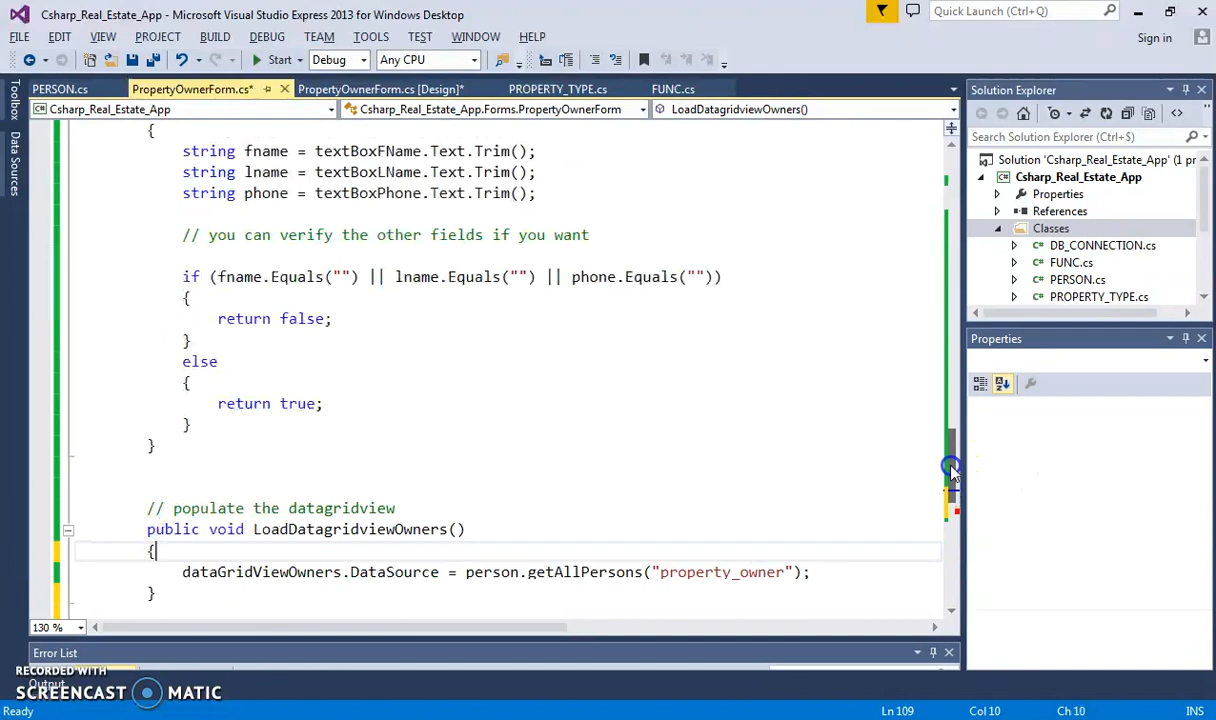 Csharp_Real_Estate_App - Microsoft Visual Studio Express 2013 for Windows Desktop
Quick Launch (Ctrl+Q)
FILE EDIT VIEW PROJECT BUILD DEBUG TEAM TOOLS TEST WINDOW HELP
Sign in
Start Debug Any CPU
Toolbox
Data Sources
PERSON.cs PropertyOwnerForm.cs* PropertyOwnerForm.cs [Design]* PROPERTY_TYPE.cs FUNC.cs
Csharp_Real_Estate_App Csharp_Real_Estate_App.Forms.PropertyOwnerForm LoadDatagridviewOwners()
{
string fname = textBoxFName.Text.Trim();
string lname = textBoxLName.Text.Trim();
string phone = textBoxPhone.Text.Trim();
// you can verify the other fields if you want
if (fname.Equals("") || lname.Equals("") || phone.Equals(""))
{
return false;
}
else
{
return true;
}
}
// populate the datagridview
public void LoadDatagridviewOwners()
{
dataGridViewOwners.DataSource = person.getAllPersons("property_owner");
}
130 %
Solution Explorer
Search Solution Explorer (Ctrl+$)
Solution 'Csharp_Real_Estate_App' (1 pr
Csharp_Real_Estate_App
Properties
References
Classes
DB_CONNECTION.cs
FUNC.cs
PERSON.cs
PROPERTY_TYPE.cs
Properties
Error List
Output
RECORDED WITH
SCREENCAST MATIC
Ready Ln 109 Col 10 Ch 10 INS